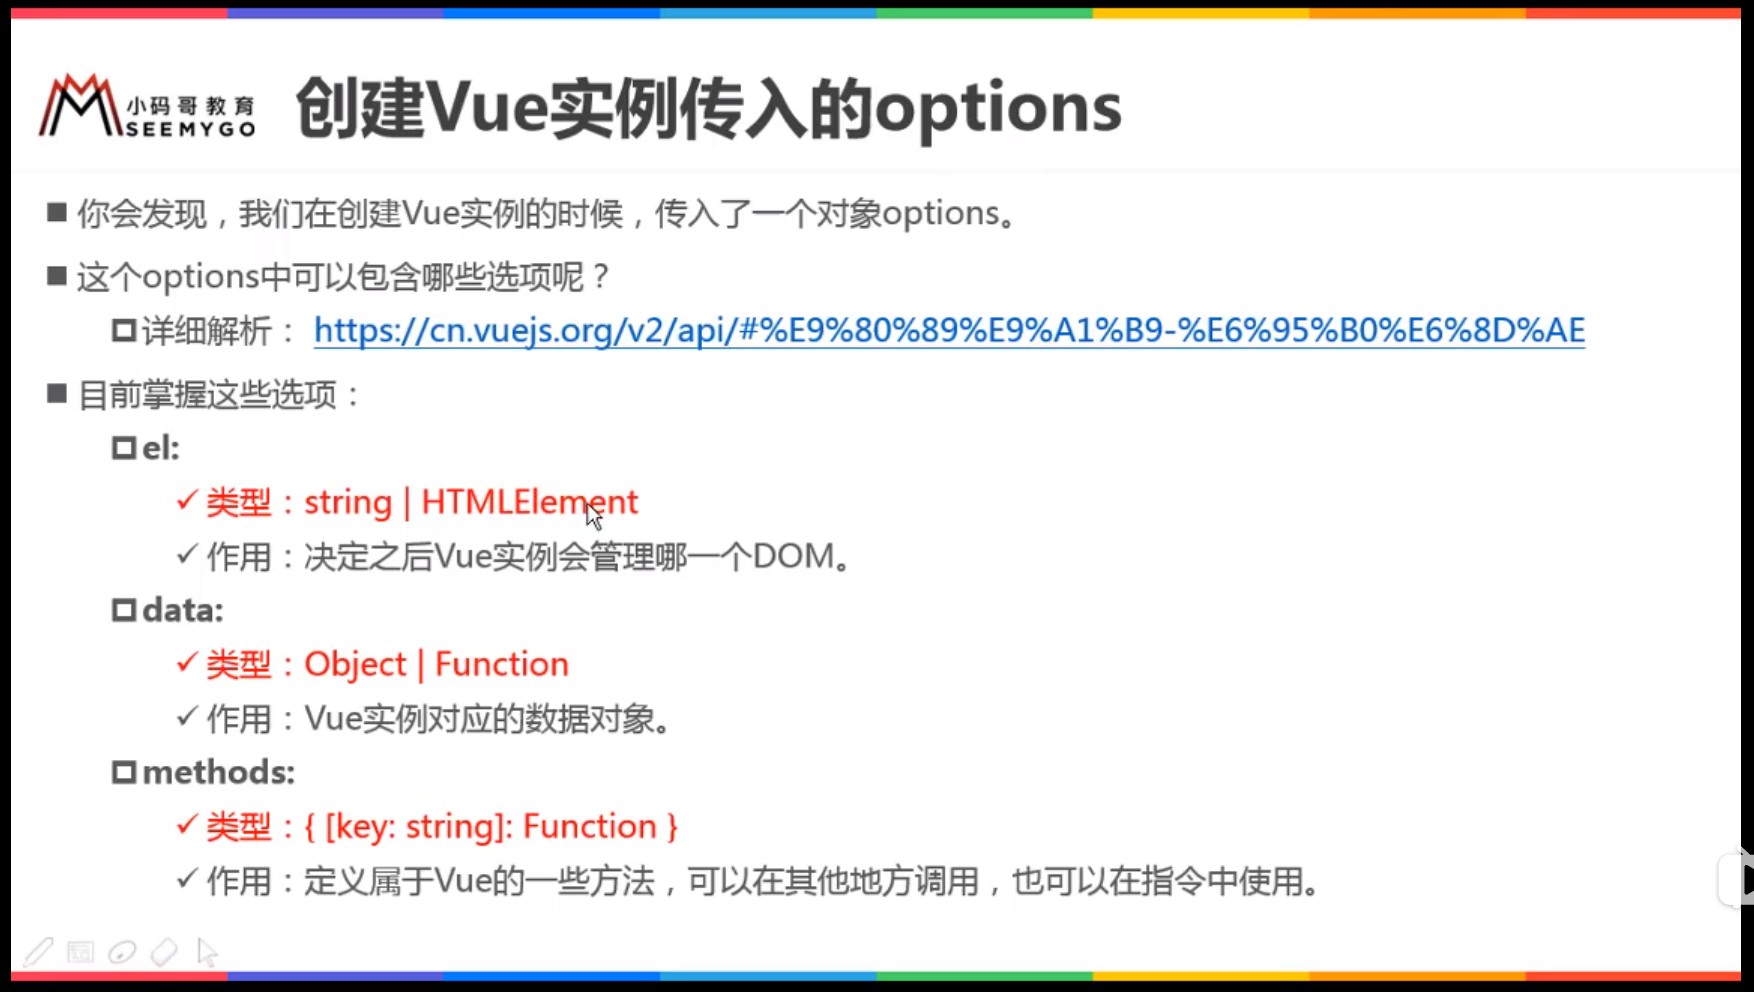 小码哥教育
SEEMYGO
创建Vue实例传入的options
你会发现，我们在创建Vue实例的时候，传入了一个对象options。
这个options中可以包含哪些选项呢？
详细解析： https://cn.vuejs.org/v2/api/#%E9%80%89%E9%A1%B9-%E6%95%B0%E6%8D%AE
目前掌握这些选项：
el:
类型：string | HTMLElement
作用：决定之后Vue实例会管理哪一个DOM。
data:
类型：Object | Function
作用：Vue实例对应的数据对象。
methods:
类型：{ [key: string]: Function }
作用：定义属于Vue的一些方法，可以在其他地方调用，也可以在指令中使用。